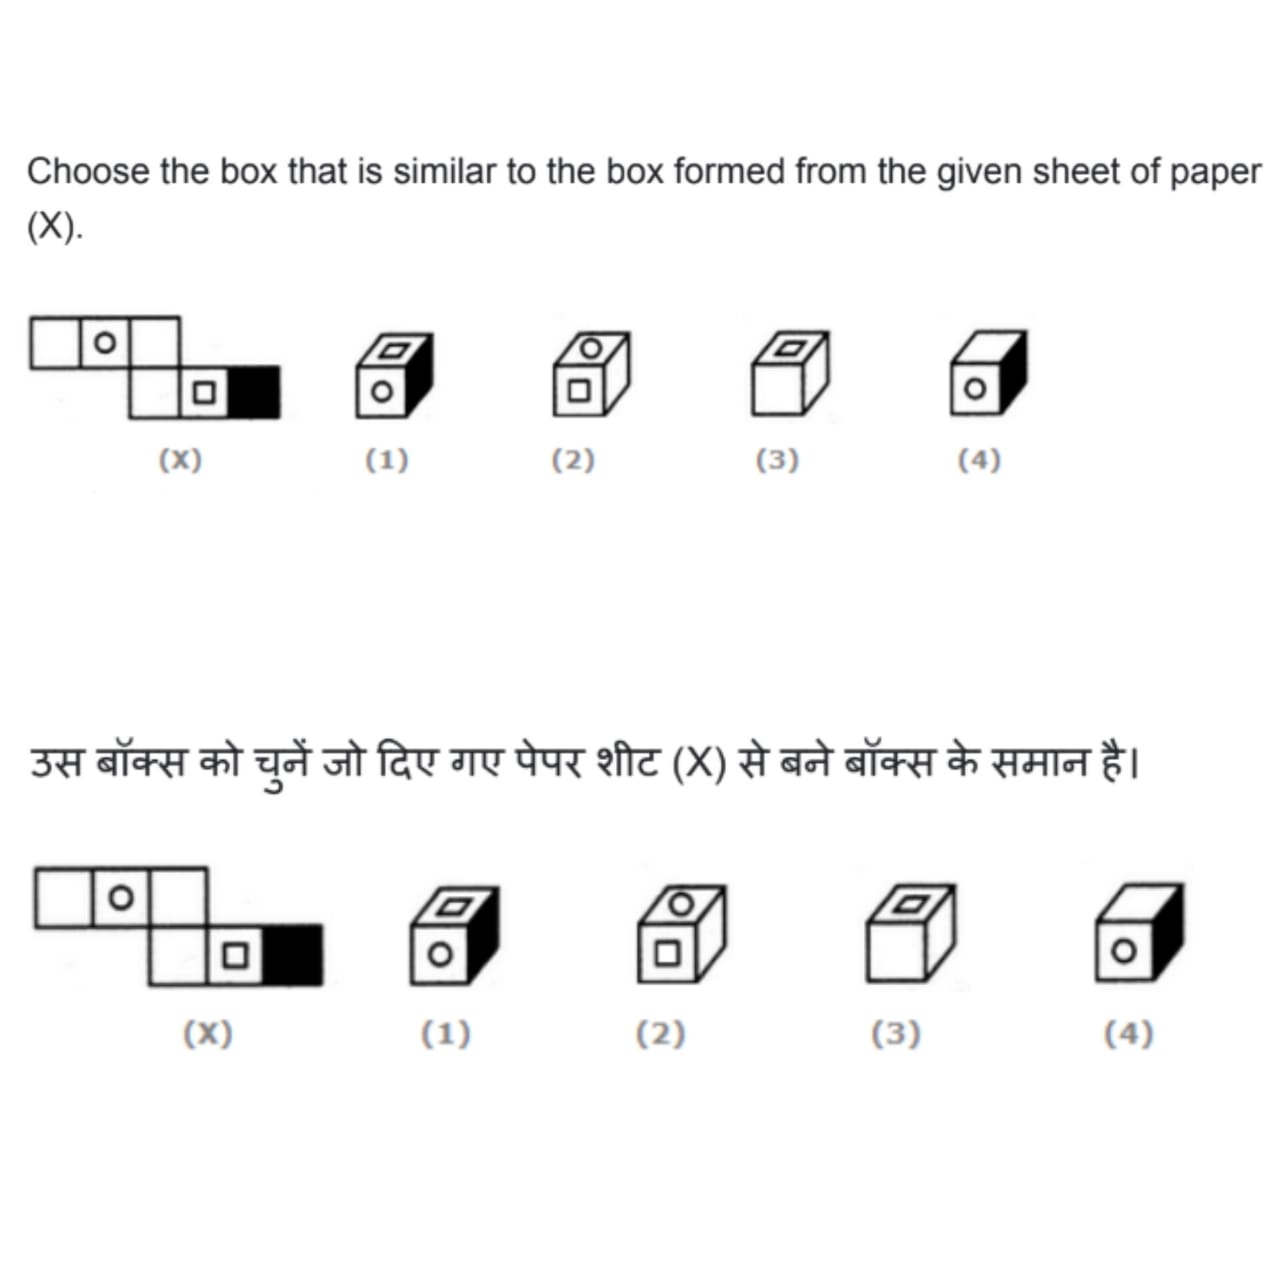 Choose the box that is similar to the box formed from the given sheet of paper
(X).
(X) (1) (2) (3) (4)
उस बॉक्स को चुनें जो दिए गए पेपर शीट (X) से बने बॉक्स के समान है।
(X) (1) (2) (3) (4)